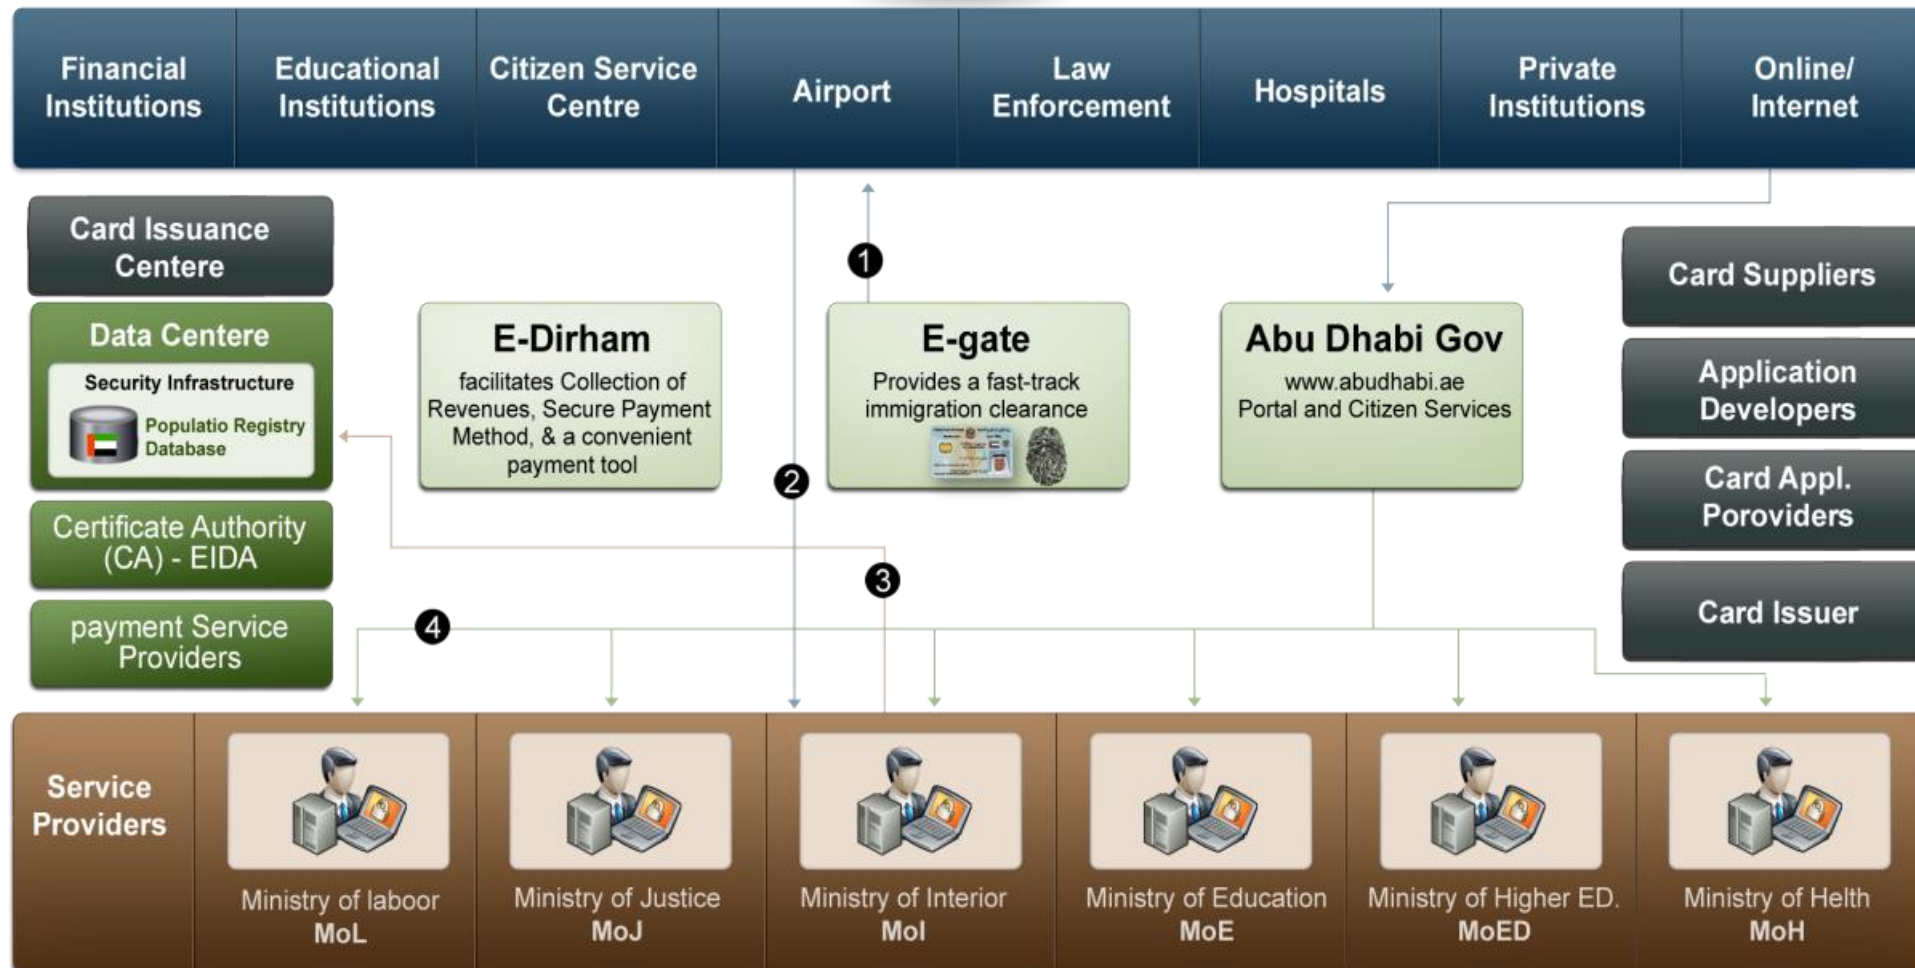 Financial
Institutions
Educational
Institutions
Citizen Service
Centre
Airport
Law
Enforcement
Hospitals
Private
Institutions
Online/
Internet
Card Issuance
Centere
Data Centere
Security Infrastructure
Populatio Registry
Database
Certificate Authority
(CA) - EIDA
payment Service
Providers
E-Dirham
facilitates Collection of
Revenues, Secure Payment
Method, & a convenient
payment tool
1
E-gate
Provides a fast-track
immigration clearance
Abu Dhabi Gov
www.abudhabi.ae
Portal and Citizen Services
2
3
4
Card Suppliers
Application
Developers
Card Appl.
Poroviders
Card Issuer
Service
Providers
Ministry of laboor
MoL
Ministry of Justice
MoJ
Ministry of Interior
MoI
Ministry of Education
MoE
Ministry of Higher ED.
MoED
Ministry of Helth
MoH